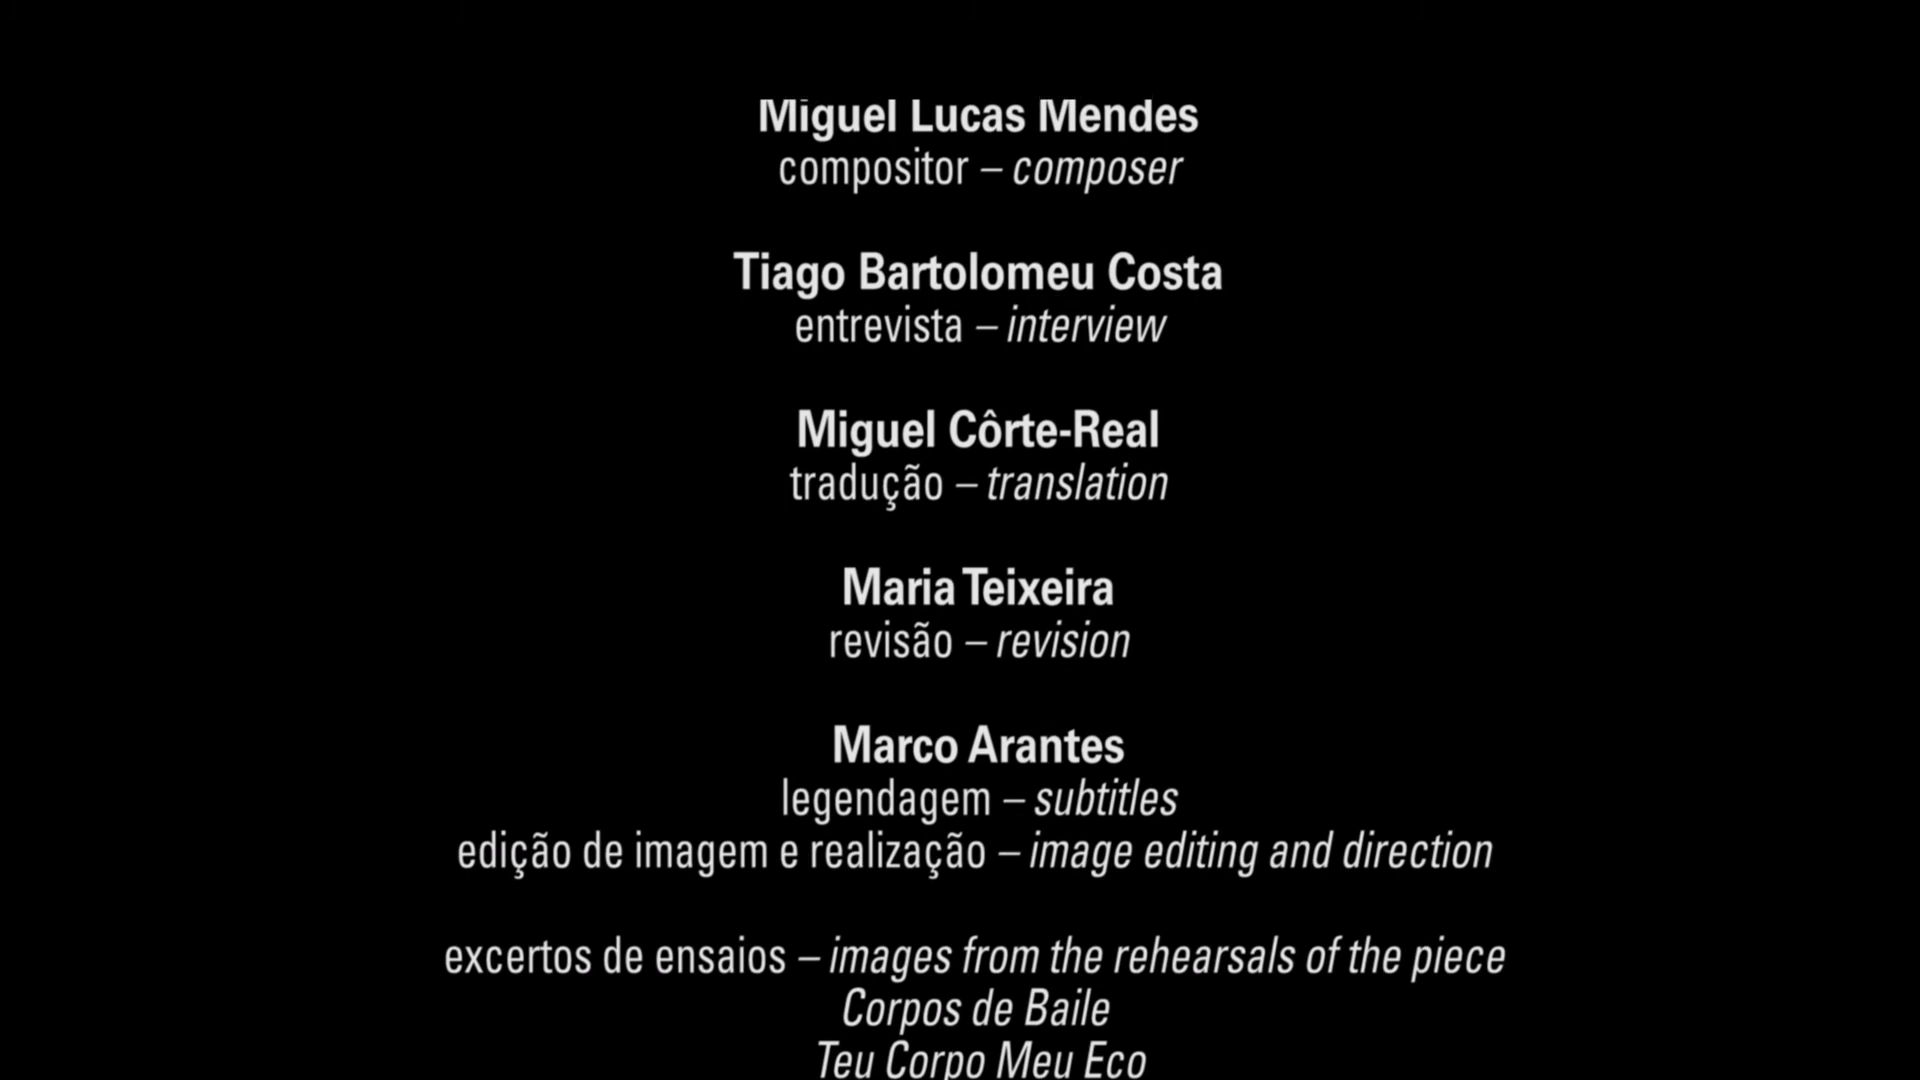 Miguel Lucas Mendes
compositor – composer
Tiago Bartolomeu Costa
entrevista – interview
Miguel Côrte-Real
tradução – translation
Maria Teixeira
revisão – revision
Marco Arantes
legendagem – subtitles
edição de imagem e realização – image editing and direction
excertos de ensaios – images from the rehearsals of the piece
Corpos de Baile
Teu Corpo Meu Eco